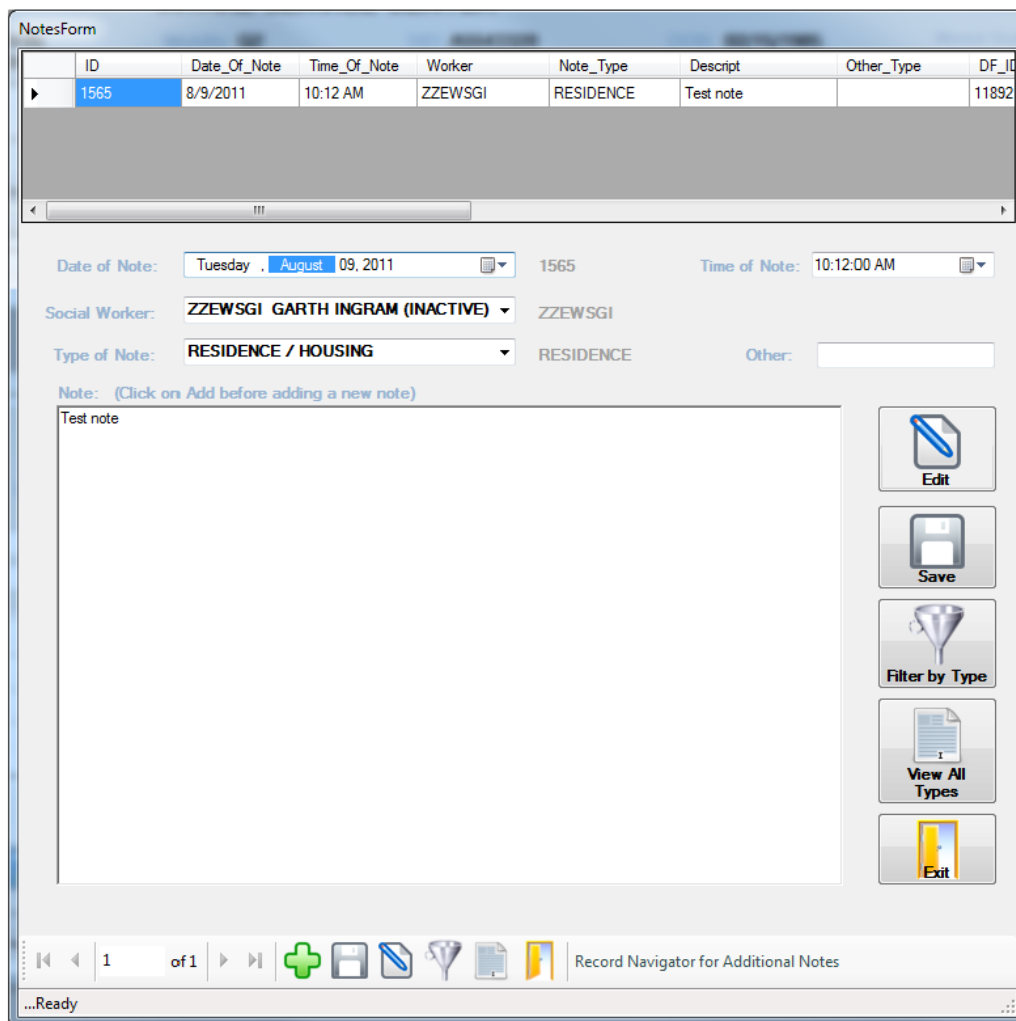 NotesForm
ID Date_Of_Note Time_Of_Note Worker Note_Type Descript Other_Type DF_ID
1565 8/9/2011 10:12 AM ZZEWSGI RESIDENCE Test note 11892
Date of Note: Tuesday , August 09, 2011 1565 Time of Note: 10:12:00 AM
Social Worker: ZZEWSGI GARTH INGRAM (INACTIVE) ZZEWSGI
Type of Note: RESIDENCE / HOUSING RESIDENCE Other:
Note: (Click on Add before adding a new note)
Test note
Edit
Save
Filter by Type
View All
Types
Exit
1 of 1 Record Navigator for Additional Notes
...Ready